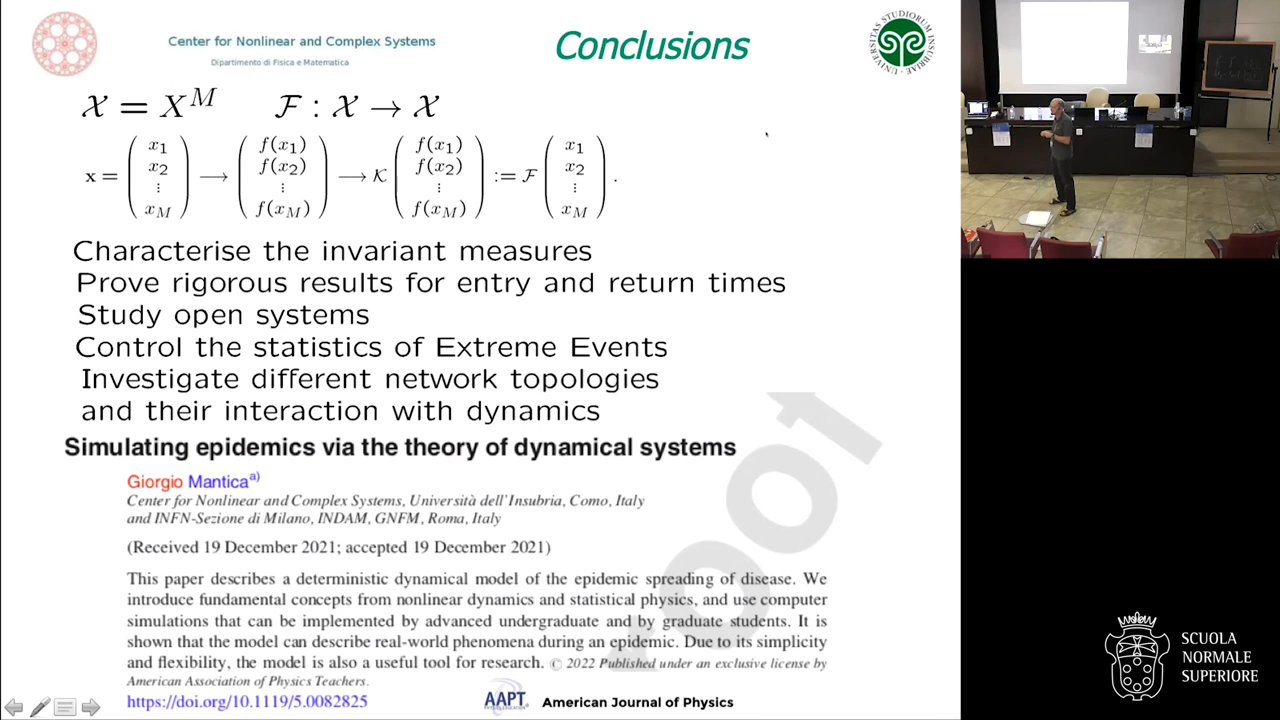 Center for Nonlinear and Complex Systems
Dipartimento di Fisica e Matematica
Conclusions
UNIVERSITAS STUDIORUM INSUBRIAE
𝒳 = X^M ℱ : 𝒳 → 𝒳
x = ( x_1 x_2 ⋮ x_M ) ⟶ ( f(x_1) f(x_2) ⋮ f(x_M) ) ⟶ 𝒦 ( f(x_1) f(x_2) ⋮ f(x_M) ) := ℱ ( x_1 x_2 ⋮ x_M ) .
Characterise the invariant measures
Prove rigorous results for entry and return times
Study open systems
Control the statistics of Extreme Events
Investigate different network topologies
and their interaction with dynamics
Simulating epidemics via the theory of dynamical systems
Giorgio Mantica a)
Center for Nonlinear and Complex Systems, Università dell'Insubria, Como, Italy
and INFN-Sezione di Milano, INDAM, GNFM, Roma, Italy
(Received 19 December 2021; accepted 19 December 2021)
This paper describes a deterministic dynamical model of the epidemic spreading of disease. We
introduce fundamental concepts from nonlinear dynamics and statistical physics, and use computer
simulations that can be implemented by advanced undergraduate and by graduate students. It is
shown that the model can describe real-world phenomena during an epidemic. Due to its simplicity
and flexibility, the model is also a useful tool for research. © 2022 Published under an exclusive license by
American Association of Physics Teachers.
https://doi.org/10.1119/5.0082825
AAPT
American Journal of Physics
SCUOLA
NORMALE
SUPERIORE